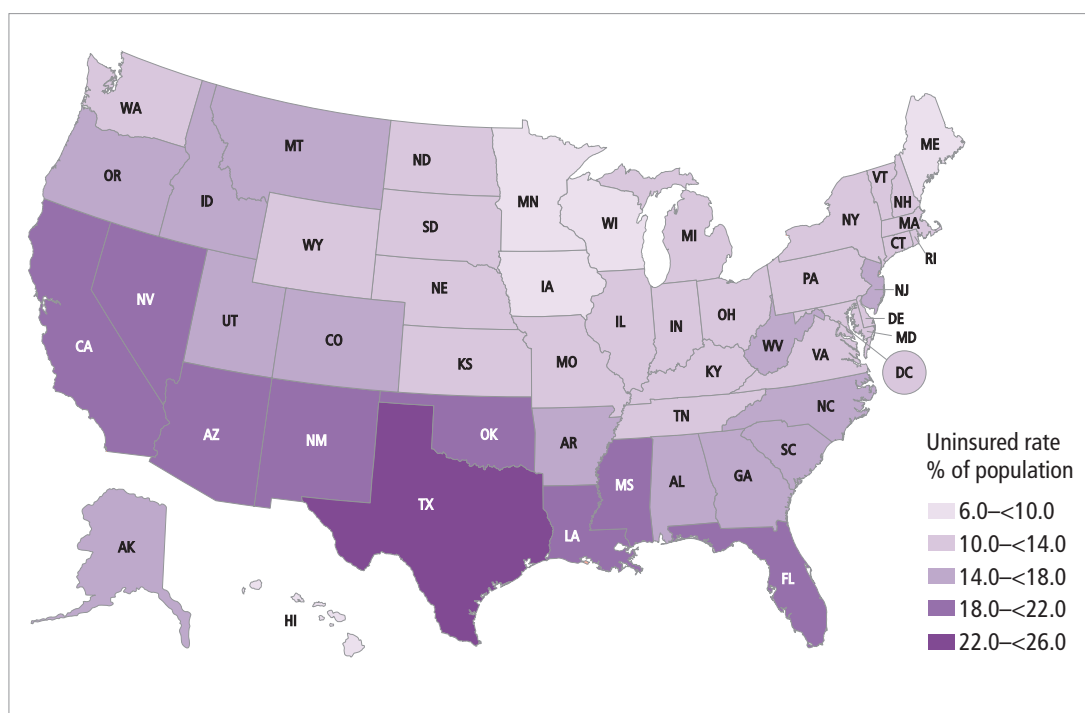 WA
MT
ND
ME
OR
VT
ID
MN
NH
WI
NY
MA
SD
MI
CT
WY
RI
IA
PA
NE
NJ
NV
OH
IL
IN
DE
UT
MD
CO
WV
CA
VA
KS
MO
DC
KY
NC
TN
AZ
NM
OK
AR
SC
GA
AL
MS
TX
LA
AK
FL
HI
Uninsured rate
% of population
6.0–<10.0
10.0–<14.0
14.0–<18.0
18.0–<22.0
22.0–<26.0